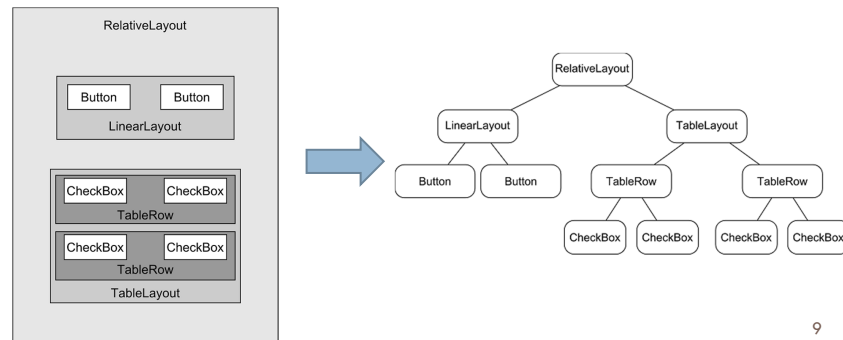 RelativeLayout
Button Button
LinearLayout
CheckBox CheckBox
TableRow
CheckBox CheckBox
TableRow
TableLayout
RelativeLayout
LinearLayout TableLayout
Button Button TableRow TableRow
CheckBox CheckBox CheckBox CheckBox
9